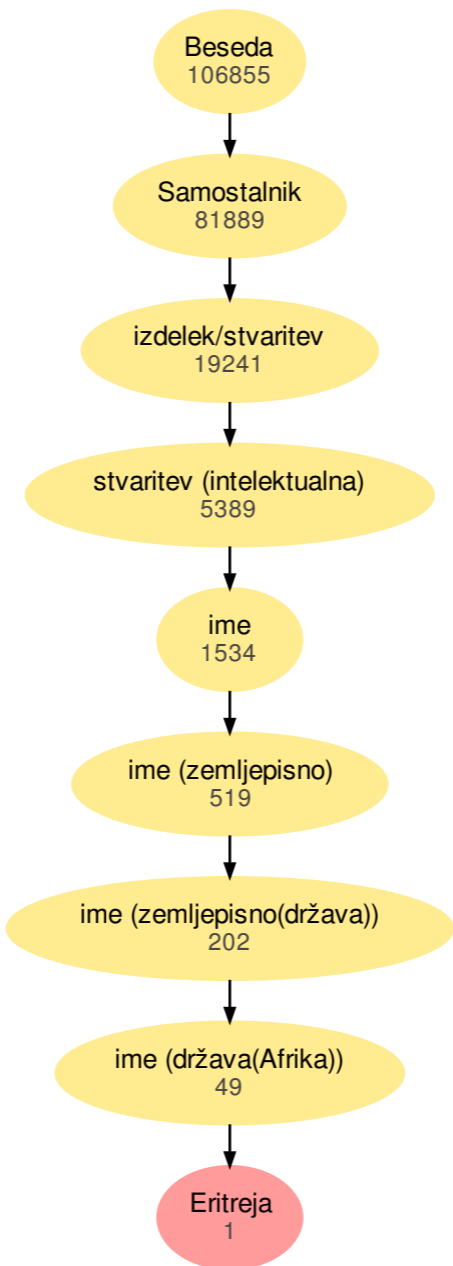 Beseda
106855
Samostalnik
81889
izdelek/stvaritev
19241
stvaritev (intelektualna)
5389
ime
1534
ime (zemljepisno)
519
ime (zemljepisno(država))
202
ime (država(Afrika))
49
Eritreja
1